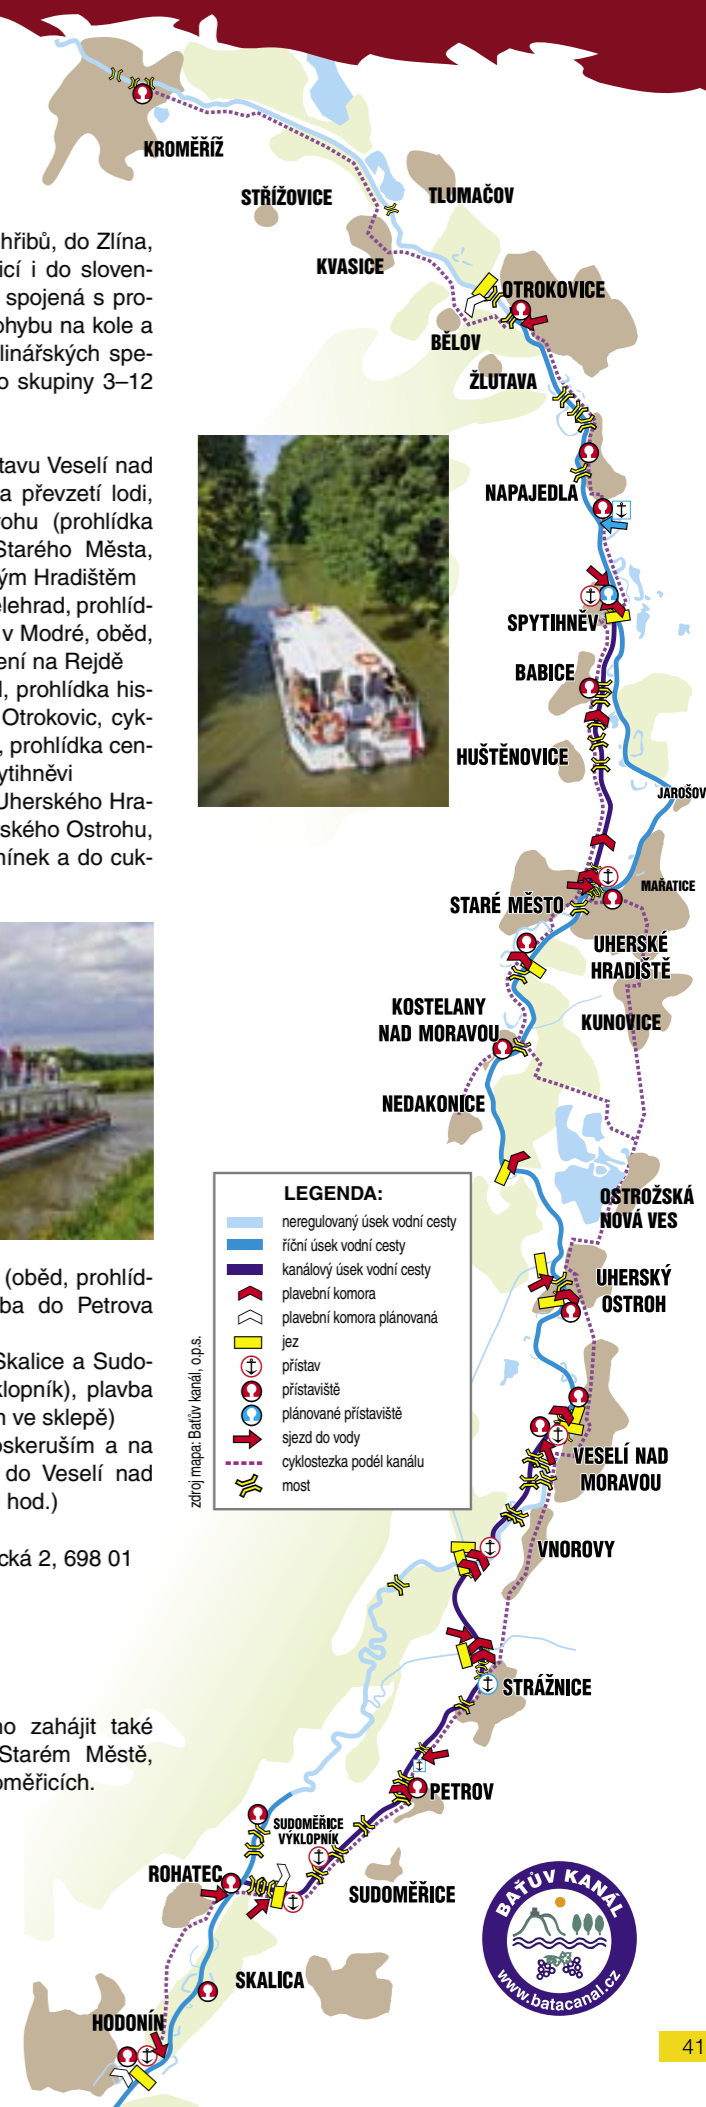 KROMĚŘÍŽ
STŘÍŽOVICE
TLUMAČOV
KVASICE
OTROKOVICE
BĚLOV
ŽLUTAVA
NAPAJEDLA
SPYTIHNĚV
BABICE
HUŠTĚNOVICE
JAROŠOV
STARÉ MĚSTO
MAŘATICE
UHERSKÉ
HRADIŠTĚ
KOSTELANY
NAD MORAVOU
KUNOVICE
NEDAKONICE
OSTROŽSKÁ
NOVÁ VES
UHERSKÝ
OSTROH
VESELÍ NAD
MORAVOU
VNOROVY
STRÁŽNICE
PETROV
SUDOMĚŘICE
VÝKLOPNÍK
ROHATEC
SUDOMĚŘICE
SKALICA
HODONÍN
hřibů, do Zlína,
icí i do sloven-
spojená s pro-
ohybu na kole a
linářských spe-
o skupiny 3–12
tavu Veselí nad
a převzetí lodi,
rohu (prohlídka
Starého Města,
ým Hradištěm
elehrad, prohlíd-
v Modré, oběd,
ení na Rejdě
l, prohlídka his-
Otrokovic, cyk-
, prohlídka cen-
ytihněvi
Uherského Hra-
rského Ostrohu,
nínek a do cuk-
(oběd, prohlíd-
ba do Petrova
Skalice a Sudo-
klopník), plavba
n ve sklepě)
oskeruším a na
do Veselí nad
hod.)
cká 2, 698 01
no zahájit také
Starém Městě,
oměřicích.
LEGENDA:
neregulovaný úsek vodní cesty
říční úsek vodní cesty
kanálový úsek vodní cesty
plavební komora
plavební komora plánovaná
jez
přístav
přístaviště
plánované přístaviště
sjezd do vody
cyklostezka podél kanálu
most
zdroj mapa: Baťův kanál, o.p.s.
BAŤŮV KANÁL
www.batacanal.cz
41